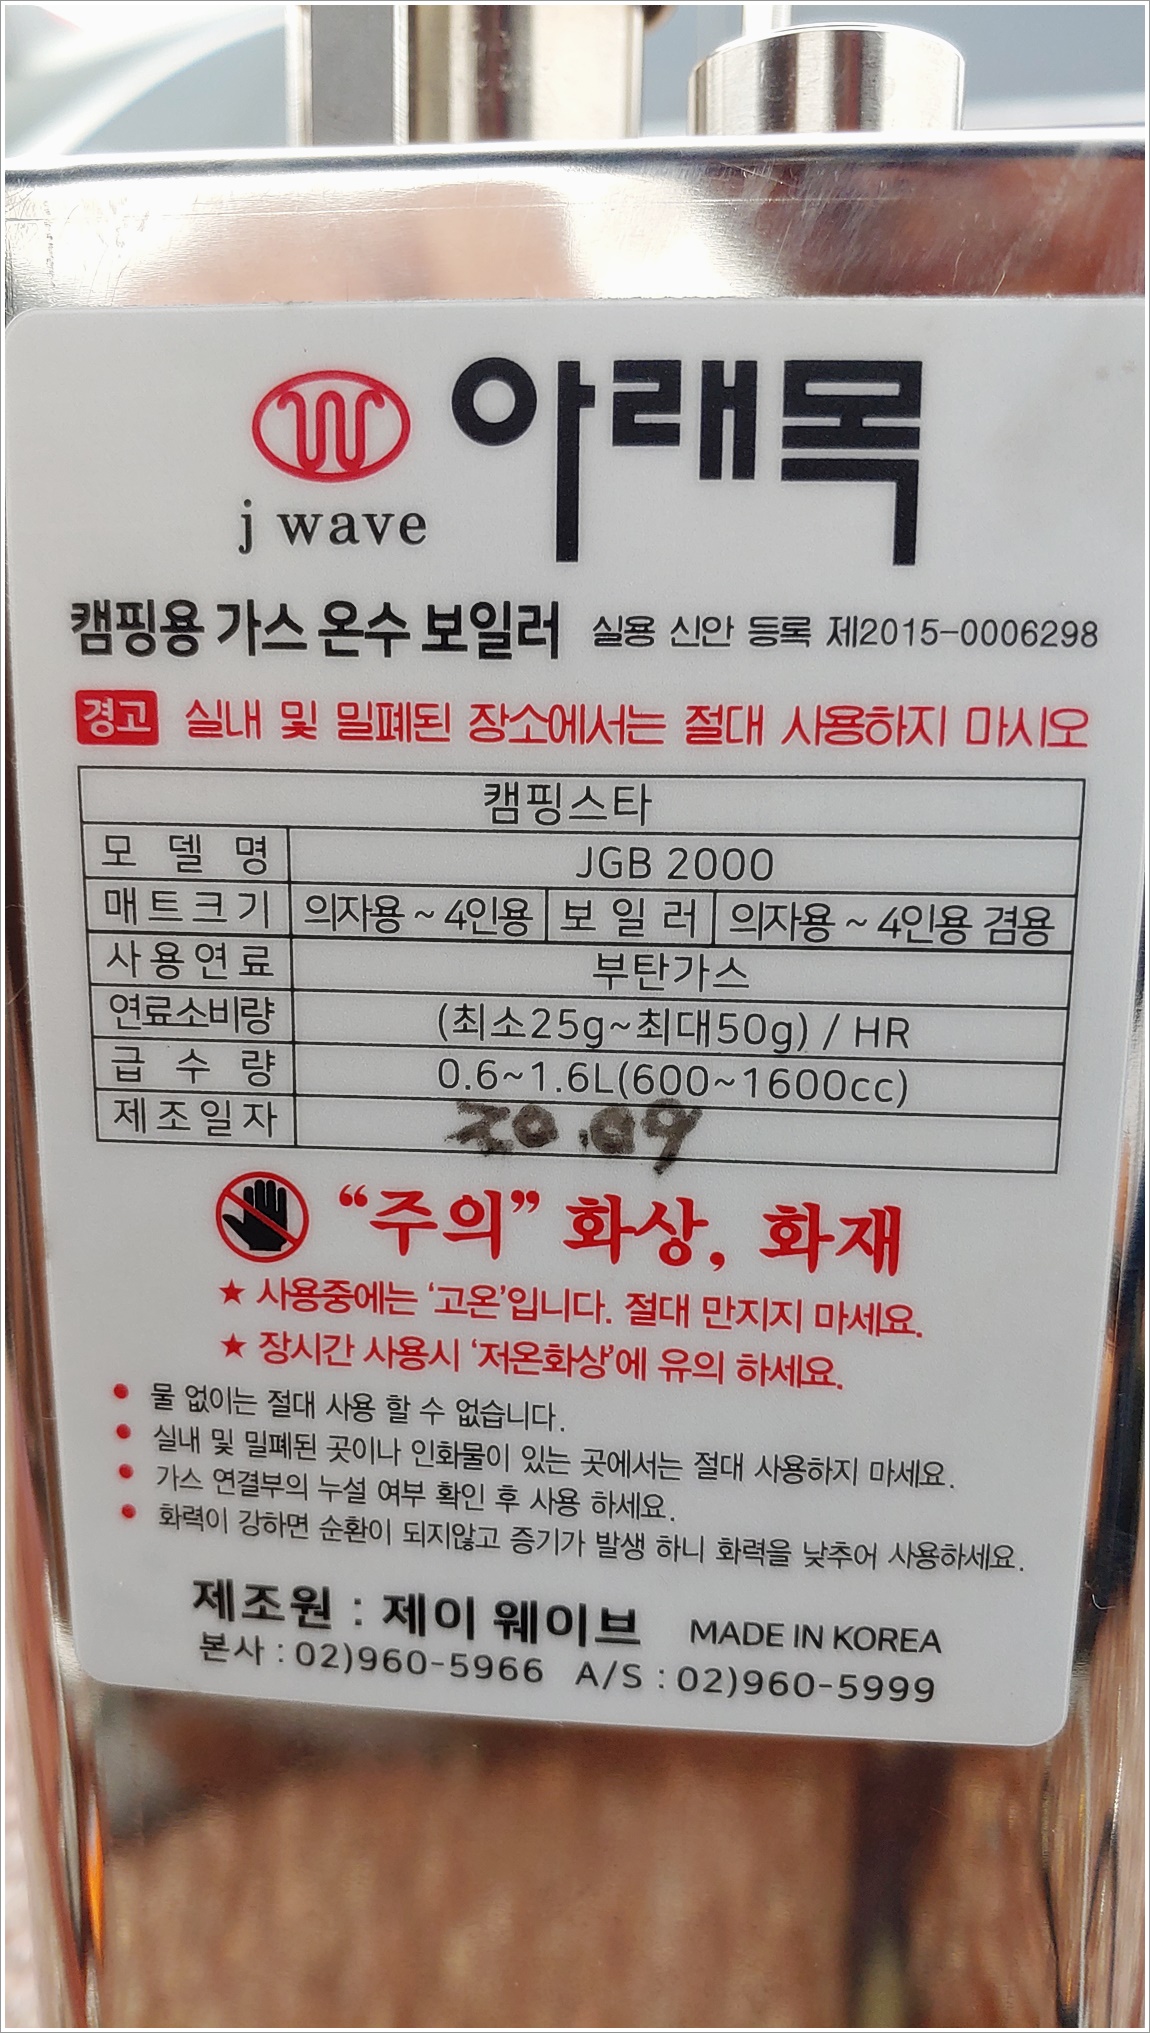 아래목
j wave
캠핑용 가스 온수 보일러 실용 신안 등록 제2015-0006298
경고 실내 및 밀폐된 장소에서는 절대 사용하지 마시오
캠핑스타
모 델 명 JGB 2000
매트크기 의자용 ~ 4인용 보 일 러 의자용 ~ 4인용 겸용
사용연료 부탄가스
연료소비량 (최소25g~최대50g) / HR
급 수 량 0.6~1.6L(600~1600cc)
제조일자 20.09
“주의” 화상, 화재
★ 사용중에는 ‘고온’입니다. 절대 만지지 마세요.
★ 장시간 사용시 ‘저온화상’에 유의 하세요.
● 물 없이는 절대 사용 할 수 없습니다.
● 실내 및 밀폐된 곳이나 인화물이 있는 곳에서는 절대 사용하지 마세요.
● 가스 연결부의 누설 여부 확인 후 사용 하세요.
● 화력이 강하면 순환이 되지않고 증기가 발생 하니 화력을 낮추어 사용하세요.
제조원 : 제이 웨이브 MADE IN KOREA
본사 : 02)960-5966 A/S : 02)960-5999